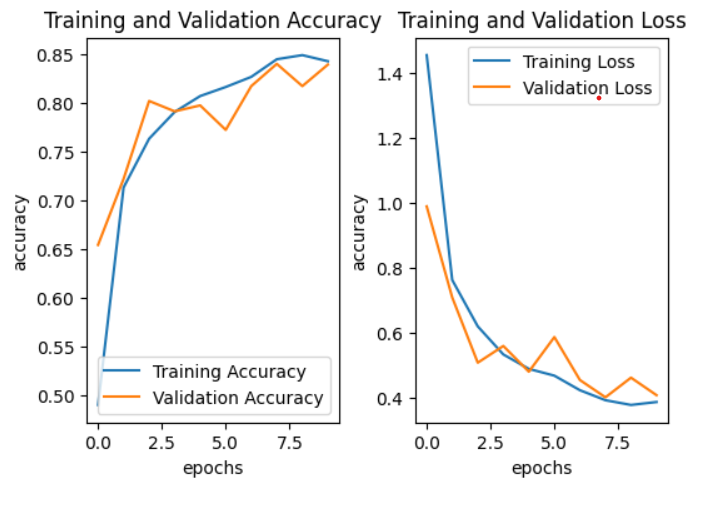 Training and Validation Accuracy
0.85
0.80
0.75
0.70
0.65
0.60
0.55
0.50
accuracy
Training Accuracy
Validation Accuracy
0.0 2.5 5.0 7.5
epochs
Training and Validation Loss
1.4
1.2
1.0
0.8
0.6
0.4
accuracy
Training Loss
Validation Loss
0.0 2.5 5.0 7.5
epochs